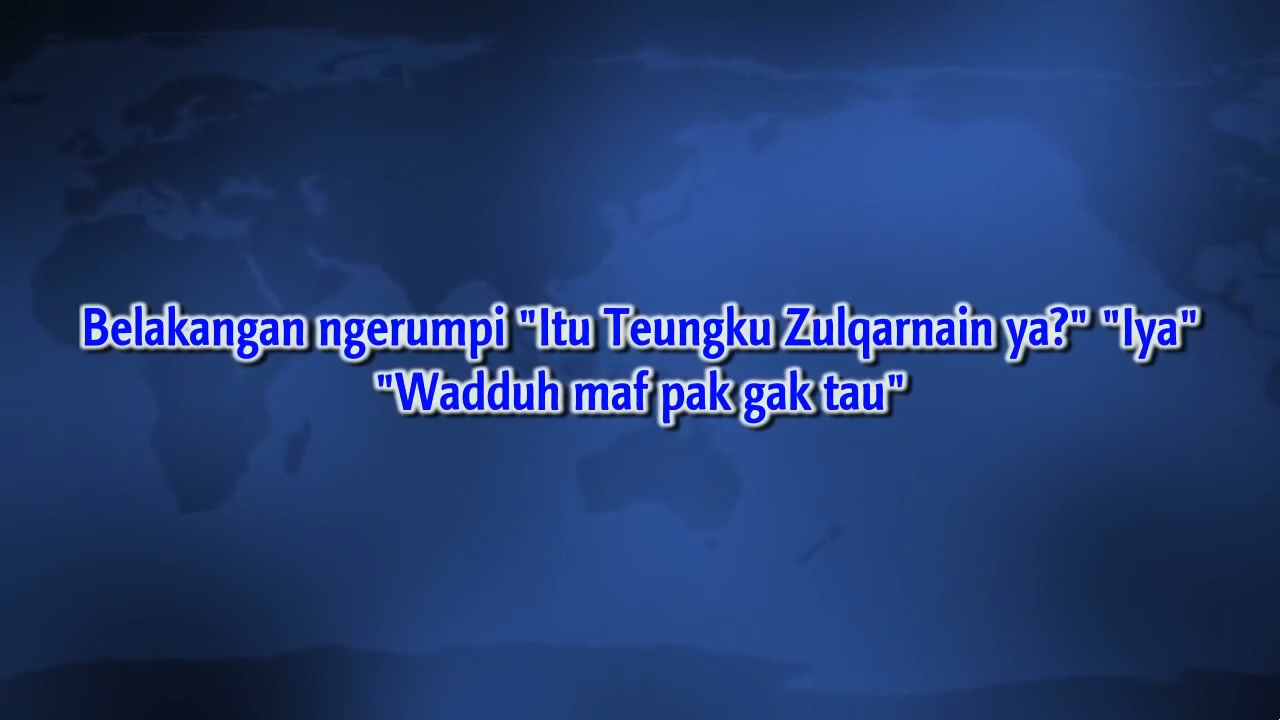 Belakangan ngerumpi "Itu Teungku Zulqarnain ya?" "Iya"
"Wadduh maf pak gak tau"